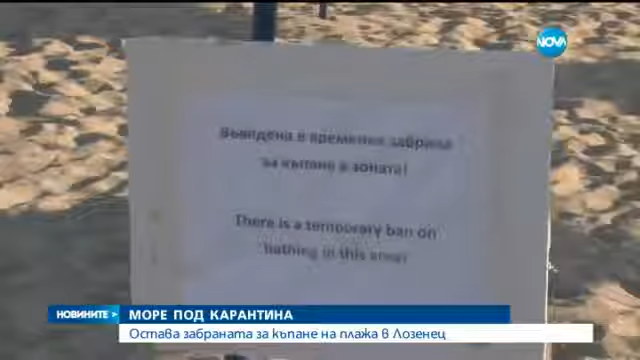 NOVA
Въведена е временна забрана
за къпане в зоната!
There is a temporary ban on
bathing in this area!
НОВИНИТЕ
МОРЕ ПОД КАРАНТИНА
Остава забраната за къпане на плажа в Лозенец